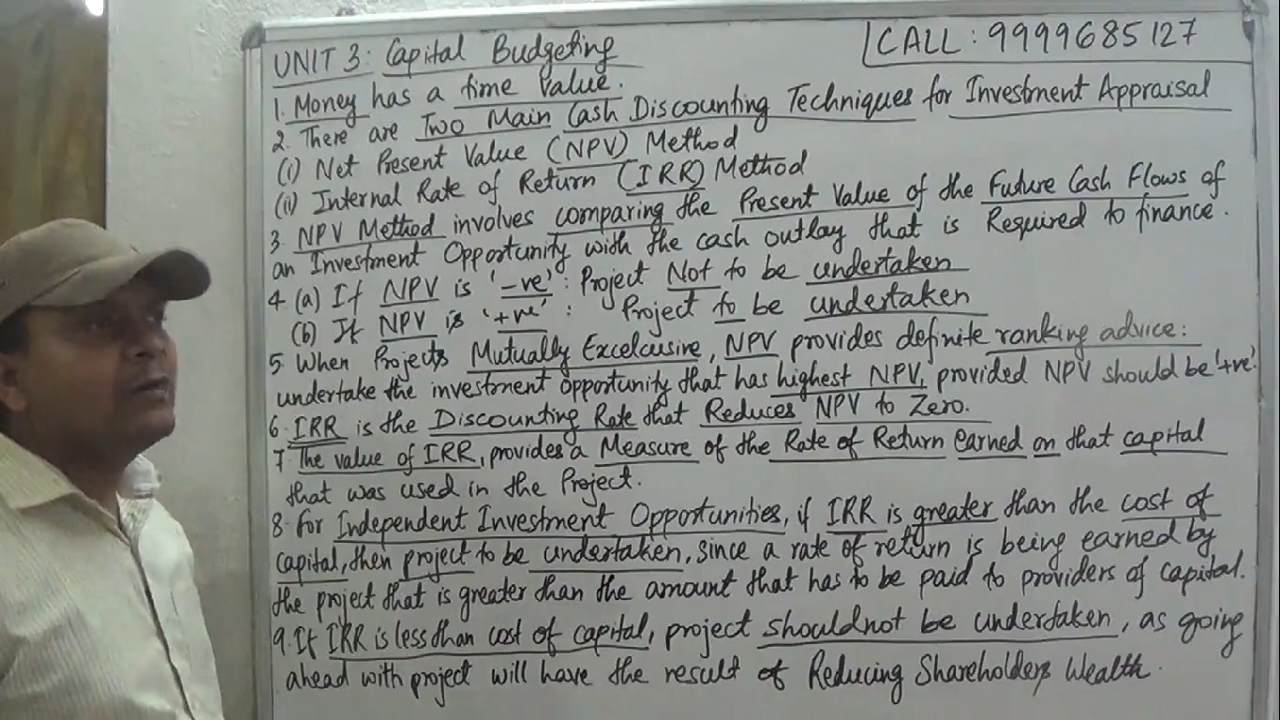 UNIT 3: Capital Budgeting
CALL: 9999685127
1. Money has a time value.
2. There are Two Main Cash Discounting Techniques for Investment Appraisal
(i) Net Present Value (NPV) Method
(ii) Internal Rate of Return (IRR) Method
3. NPV Method involves comparing the Present Value of the Future Cash Flows of
an Investment Opportunity with the cash outlay that is Required to finance.
4. (a) If NPV is '-ve': Project Not to be undertaken
(b) If NPV is '+ve': Project to be undertaken
5. When Projects Mutually Excelcusive, NPV provides definite ranking advice:
undertake the investment opportunity that has highest NPV, provided NPV should be '+ve'.
6. IRR is the Discounting Rate that Reduces NPV to Zero.
7. The value of IRR, provides a Measure of the Rate of Return earned on that capital
that was used in the Project.
8. For Independent Investment Opportunities, if IRR is greater than the cost of
capital, then project to be undertaken, since a rate of return is being earned by
the project that is greater than the amount that has to be paid to providers of capital.
9. If IRR is less than cost of capital, project should not be undertaken, as going
ahead with project will have the result of Reducing Shareholders Wealth.